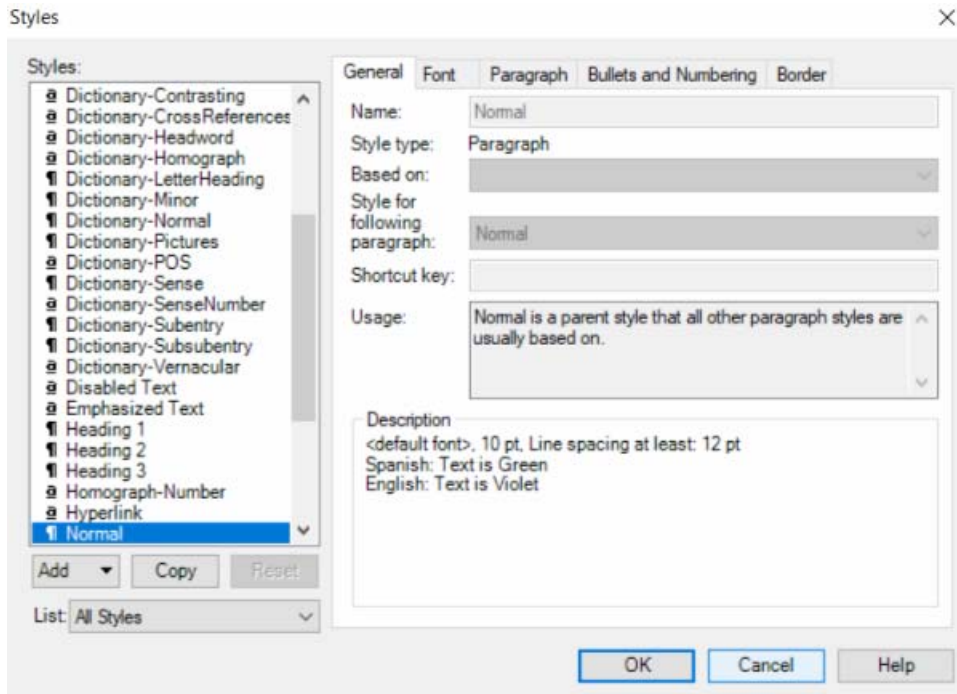 Styles
Styles:
Dictionary-Contrasting
Dictionary-CrossReferences
Dictionary-Headword
Dictionary-Homograph
Dictionary-LetterHeading
Dictionary-Minor
Dictionary-Normal
Dictionary-Pictures
Dictionary-POS
Dictionary-Sense
Dictionary-SenseNumber
Dictionary-Subentry
Dictionary-Subsubentry
Dictionary-Vernacular
Disabled Text
Emphasized Text
Heading 1
Heading 2
Heading 3
Homograph-Number
Hyperlink
Normal
Add
Copy
Reset
List: All Styles
General Font Paragraph Bullets and Numbering Border
Name: Normal
Style type: Paragraph
Based on:
Style for
following
paragraph: Normal
Shortcut key:
Usage: Normal is a parent style that all other paragraph styles are
usually based on.
Description
<default font>, 10 pt, Line spacing at least: 12 pt
Spanish: Text is Green
English: Text is Violet
OK Cancel Help